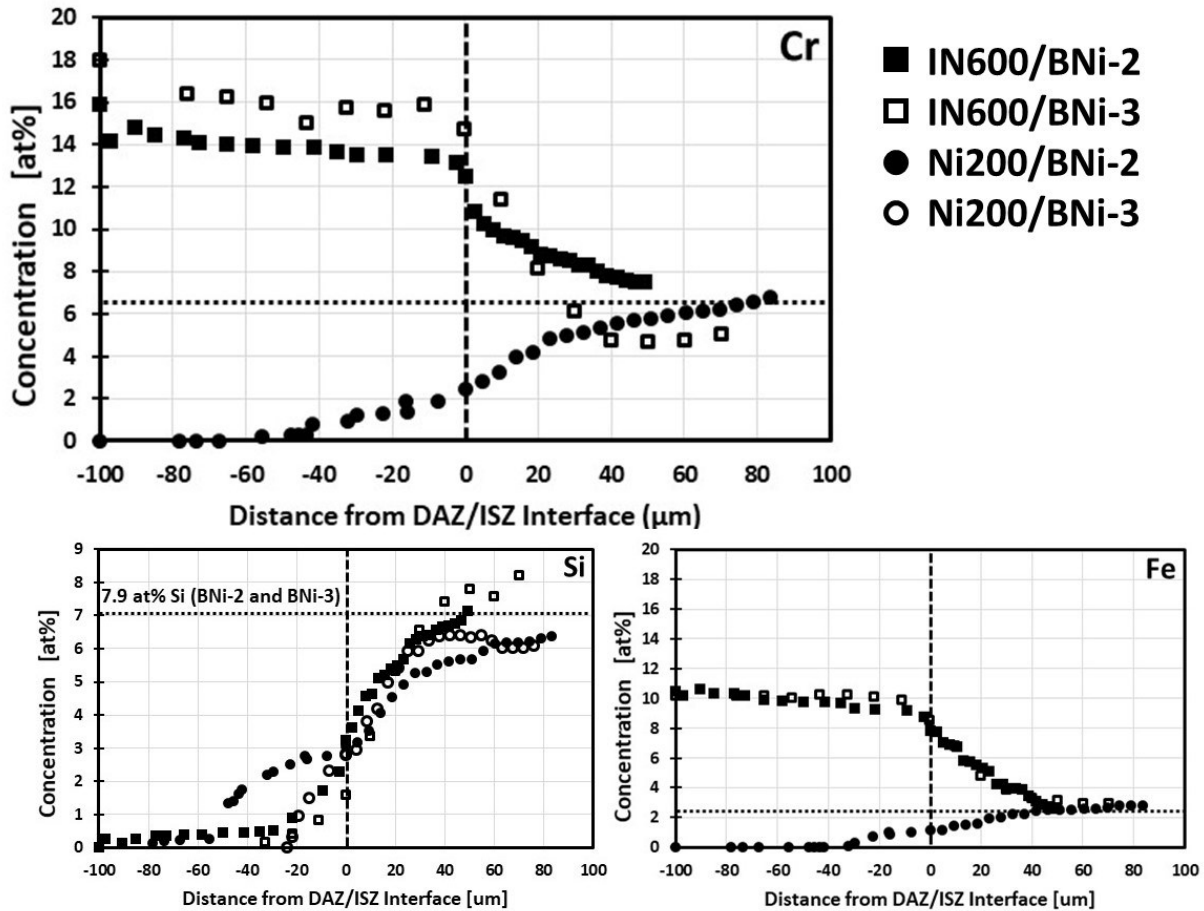 20
18
16
14
12
10
8
6
4
2
0
Concentration [at%]
Cr
-100 -80 -60 -40 -20 0 20 40 60 80 100
Distance from DAZ/ISZ Interface (μm)
IN600/BNi-2
IN600/BNi-3
Ni200/BNi-2
Ni200/BNi-3
9
8
7
6
5
4
3
2
1
0
Concentration [at%]
Si
7.9 at% Si (BNi-2 and BNi-3)
-100 -80 -60 -40 -20 0 20 40 60 80 100
Distance from DAZ/ISZ Interface [um]
20
18
16
14
12
10
8
6
4
2
0
Concentration [at%]
Fe
-100 -80 -60 -40 -20 0 20 40 60 80 100
Distance from DAZ/ISZ Interface [um]